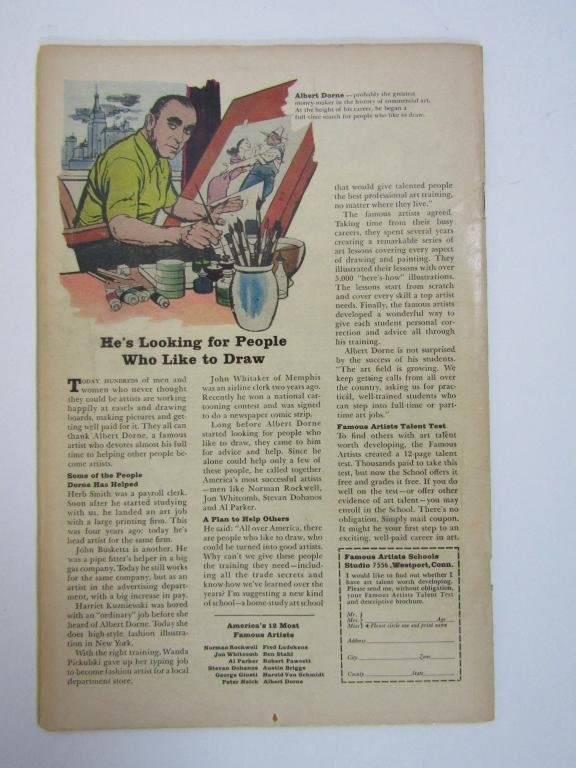 Albert Dorne—probably the greatest
money-maker in the history of commercial art.
At the height of his career, he began a
full-time search for people who like to draw.
He's Looking for People
Who Like to Draw
TODAY HUNDREDS of men and
women who never thought
they could be artists are working
happily at easels and drawing
boards, making pictures and get-
ting well paid for it. They all can
thank Albert Dorne, a famous
artist who devotes almost his full
time to helping other people be-
come artists.
Some of the People
Dorne Has Helped
Herb Smith was a payroll clerk.
Soon after he started studying
with us, he landed an art job
with a large printing firm. This
was four years ago; today he's
head artist for the same firm.
John Busketta is another. He
was a pipe fitter's helper in a big
gas company. Today he still works
for the same company, but as an
artist in the advertising depart-
ment, with a big increase in pay.
Harriet Kuzniewski was bored
with an "ordinary" job before she
heard of Albert Dorne. Today she
does high-style fashion illustra-
tion in New York.
With the right training, Wanda
Pickulski gave up her typing job
to become fashion artist for a local
department store.
John Whitaker of Memphis
was an airline clerk two years ago.
Recently he won a national car-
tooning contest and was signed
to do a newspaper comic strip.
Long before Albert Dorne
started looking for people who
like to draw, they came to him
for advice and help. Since he
alone could help only a few of
these people, he called together
America's most successful artists
—men like Norman Rockwell,
Jon Whitcomb, Stevan Dohanos
and Al Parker.
A Plan to Help Others
He said: "All over America, there
are people who like to draw, who
could be turned into good artists.
Why can't we give these people
the training they need—includ-
ing all the trade secrets and
know-how we've learned over the
years? I'm suggesting a new kind
of school—a home-study art school
America's 12 Most
Famous Artists
Norman Rockwell Fred Ludekens
Jon Whitcomb Ben Stahl
Al Parker Robert Fawcett
Stevan Dohanos Austin Briggs
George Giusti Harold Von Schmidt
Peter Helck Albert Dorne
that would give talented people
the best professional art training,
no matter where they live."
The famous artists agreed.
Taking time from their busy
careers, they spent several years
creating a remarkable series of
art lessons covering every aspect
of drawing and painting. They
illustrated their lessons with over
5,000 "here's-how" illustrations.
The lessons start from scratch
and cover every skill a top artist
needs. Finally, the famous artists
developed a wonderful way to
give each student personal cor-
rection and advice all through
his training.
Albert Dorne is not surprised
by the success of his students.
"The art field is growing. We
keep getting calls from all over
the country, asking us for prac-
tical, well-trained students who
can step into full-time or part-
time art jobs."
Famous Artists Talent Test
To find others with art talent
worth developing, the Famous
Artists created a 12-page talent
test. Thousands paid to take this
test, but now the School offers it
free and grades it free. If you do
well on the test—or offer other
evidence of art talent—you may
enroll in the School. There's no
obligation. Simply mail coupon.
It might be your first step to an
exciting, well-paid career in art.
Famous Artists Schools
Studio 7556, Westport, Conn.
I would like to find out whether I
have art talent worth developing.
Please send me, without obligation,
your Famous Artists Talent Test
and descriptive brochure.
Mr.
Mrs. Age
Miss Please circle one and print name
Address
City Zone
County State